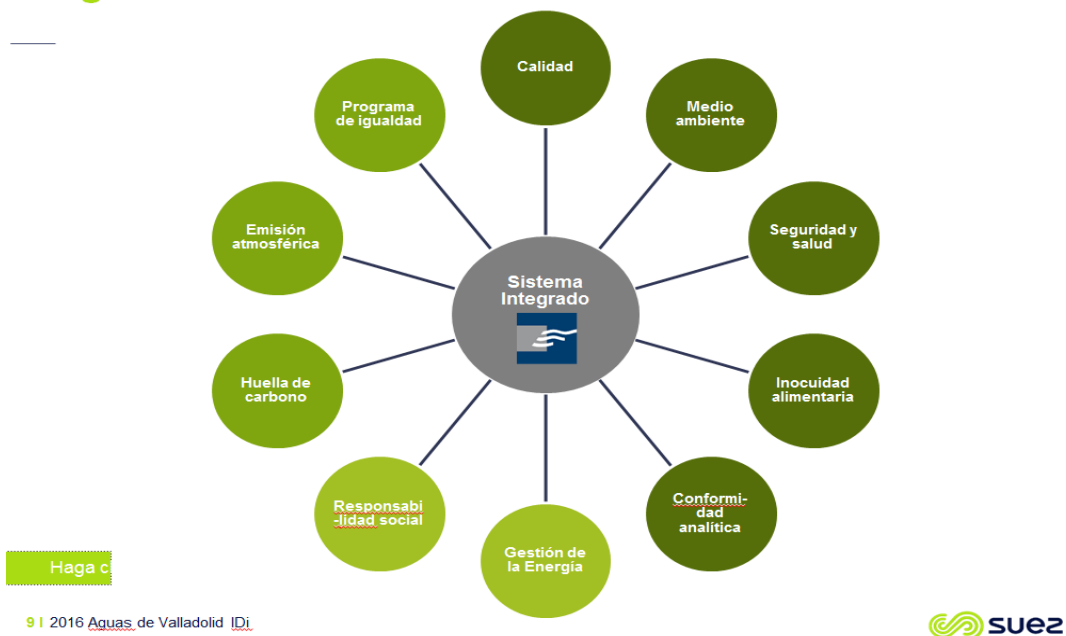 Calidad
Medio
ambiente
Seguridad y
salud
Inocuidad
alimentaria
Conformi-
dad
analítica
Gestión de
la Energía
Responsabi
-lidad social
Huella de
carbono
Emisión
atmosférica
Programa
de igualdad
Sistema
Integrado
Haga cl
9 I 2016 Aguas de Valladolid IDi
suez